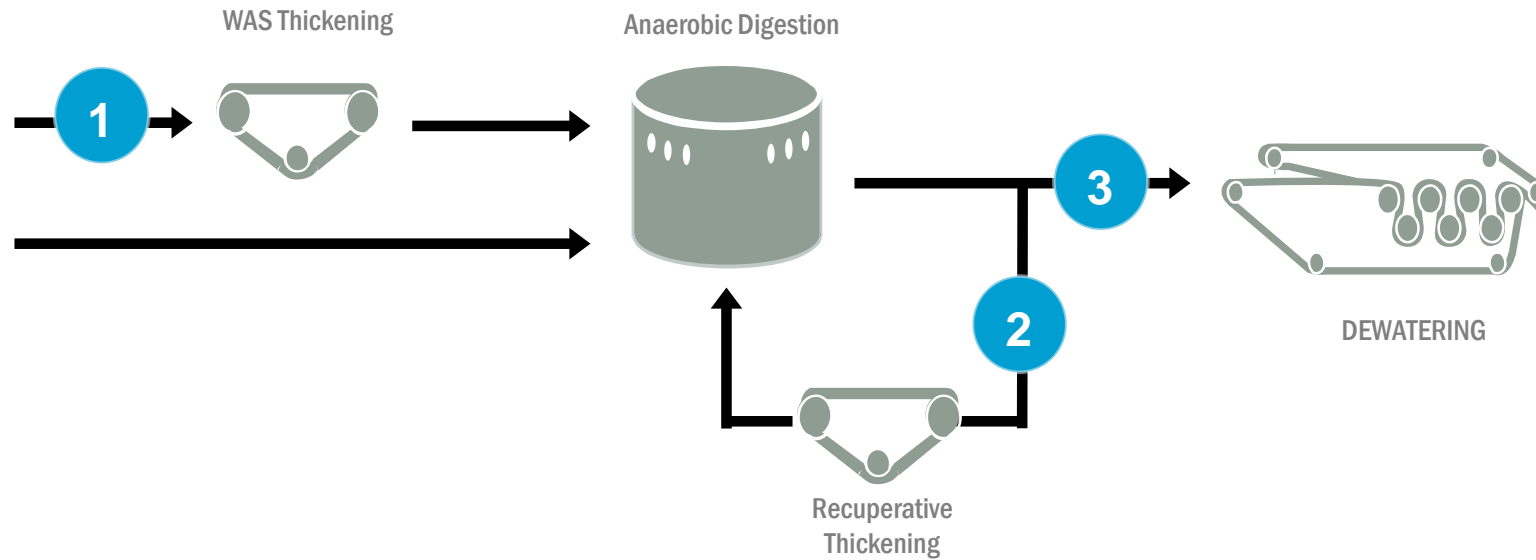 WAS Thickening
Anaerobic Digestion
1
3
2
DEWATERING
Recuperative
Thickening